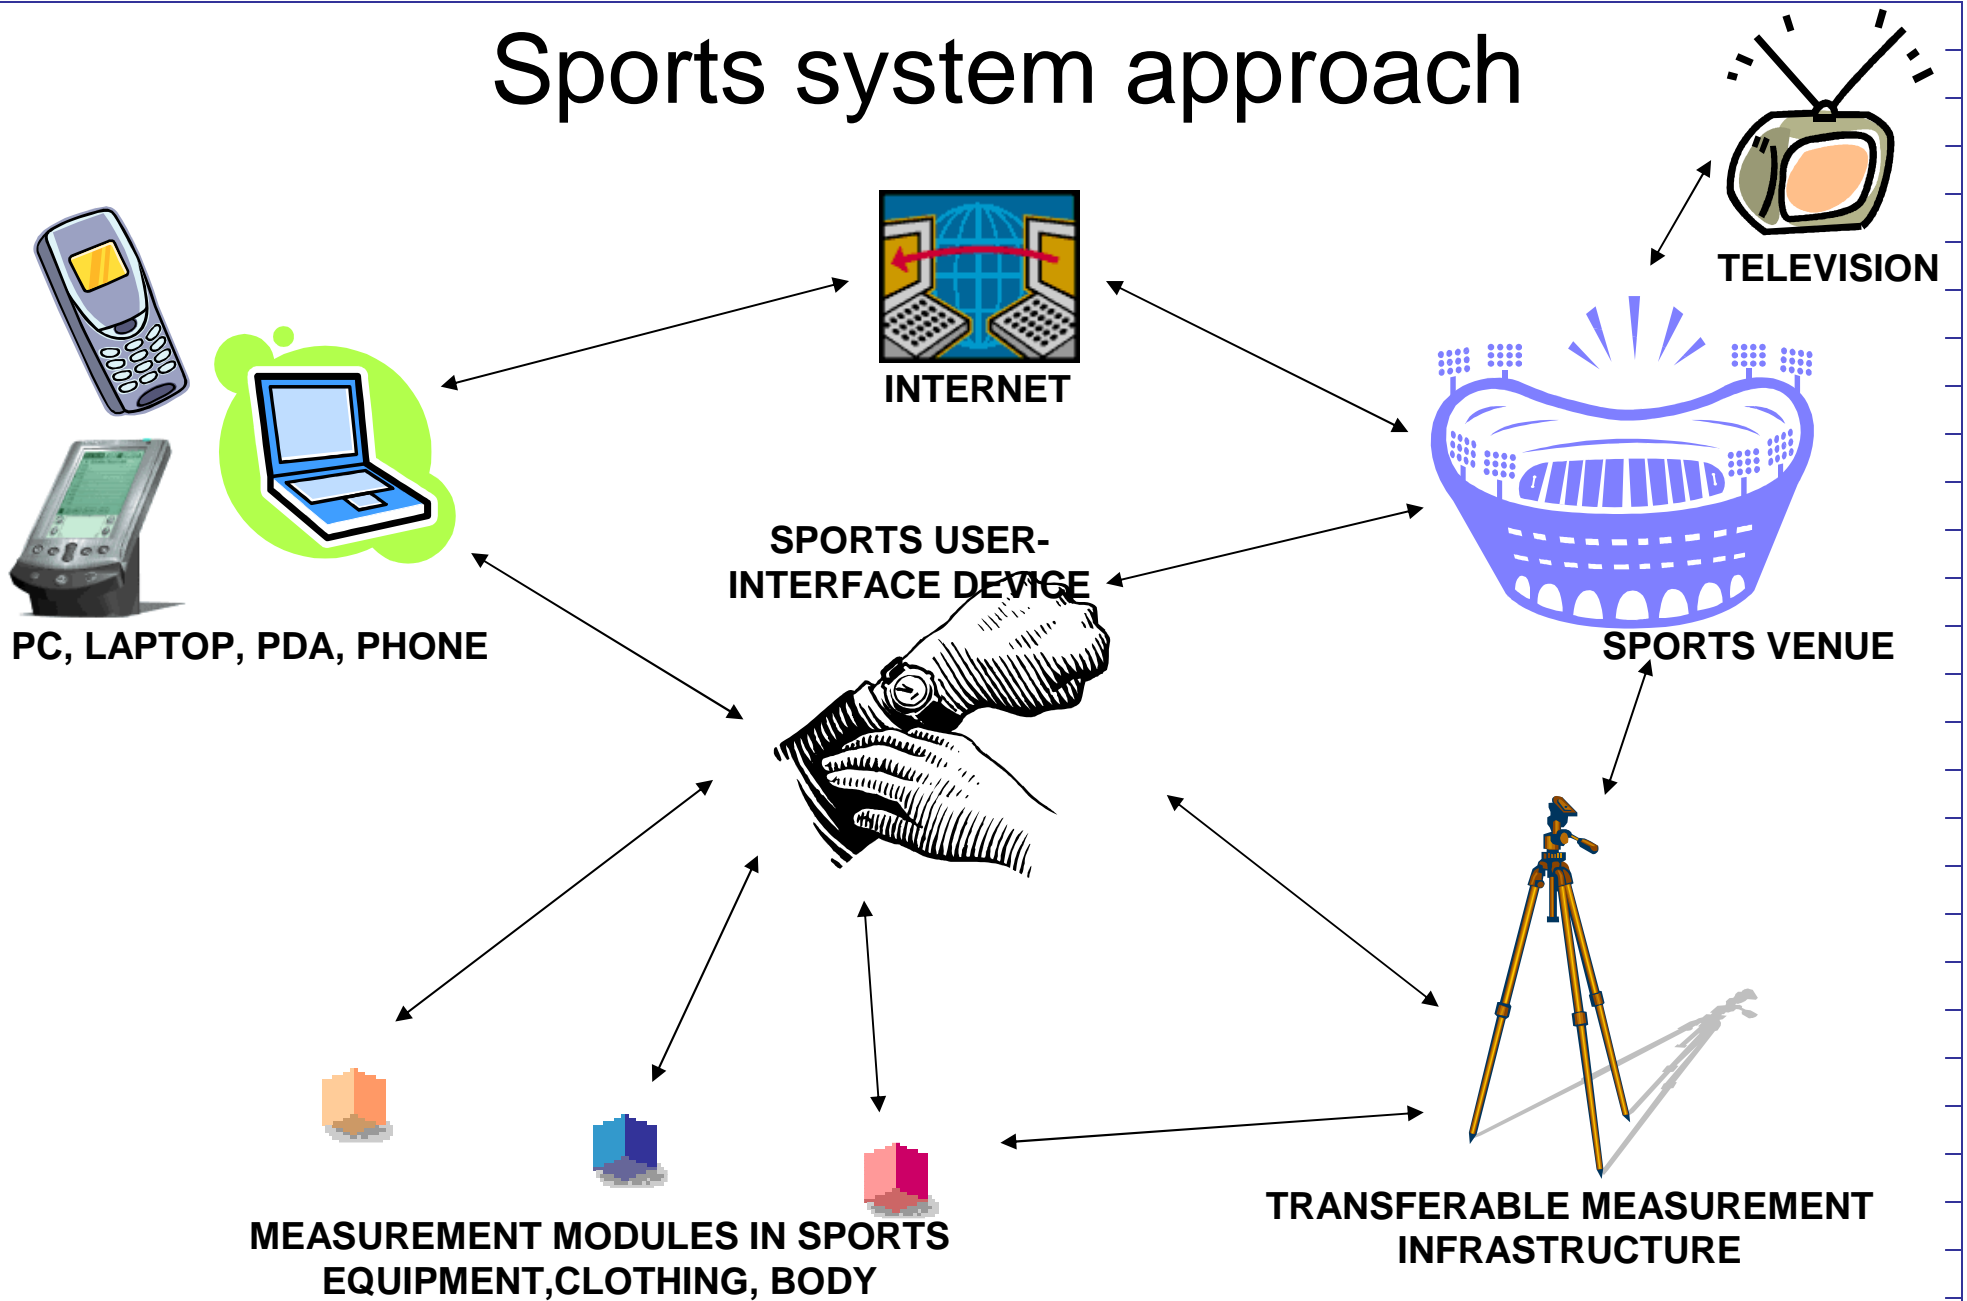 Sports system approach
TELEVISION
INTERNET
SPORTS USER-
INTERFACE DEVICE
PC, LAPTOP, PDA, PHONE
SPORTS VENUE
TRANSFERABLE MEASUREMENT
INFRASTRUCTURE
MEASUREMENT MODULES IN SPORTS
EQUIPMENT,CLOTHING, BODY